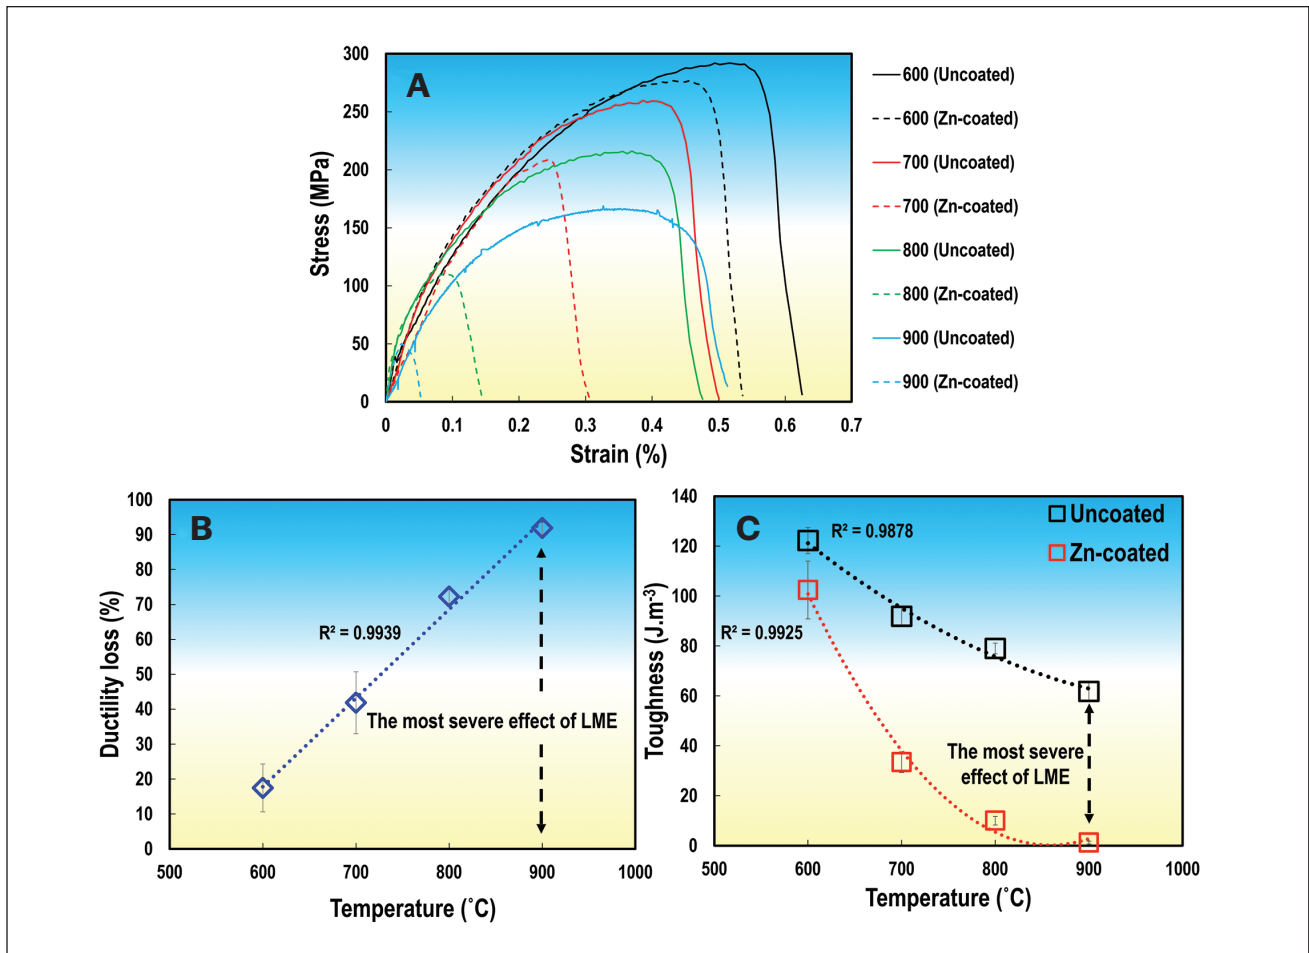 A
300
250
200
150
100
50
0
0 0.1 0.2 0.3 0.4 0.5 0.6 0.7
Stress (MPa)
Strain (%)
600 (Uncoated)
600 (Zn-coated)
700 (Uncoated)
700 (Zn-coated)
800 (Uncoated)
800 (Zn-coated)
900 (Uncoated)
900 (Zn-coated)
B
100
90
80
70
60
50
40
30
20
10
0
500 600 700 800 900 1000
Ductility loss (%)
Temperature (˚C)
R² = 0.9939
The most severe effect of LME
C
140
120
100
80
60
40
20
0
500 600 700 800 900 1000
Toughness (J.m⁻³)
Temperature (˚C)
Uncoated
Zn-coated
R² = 0.9878
R² = 0.9925
The most severe
effect of LME